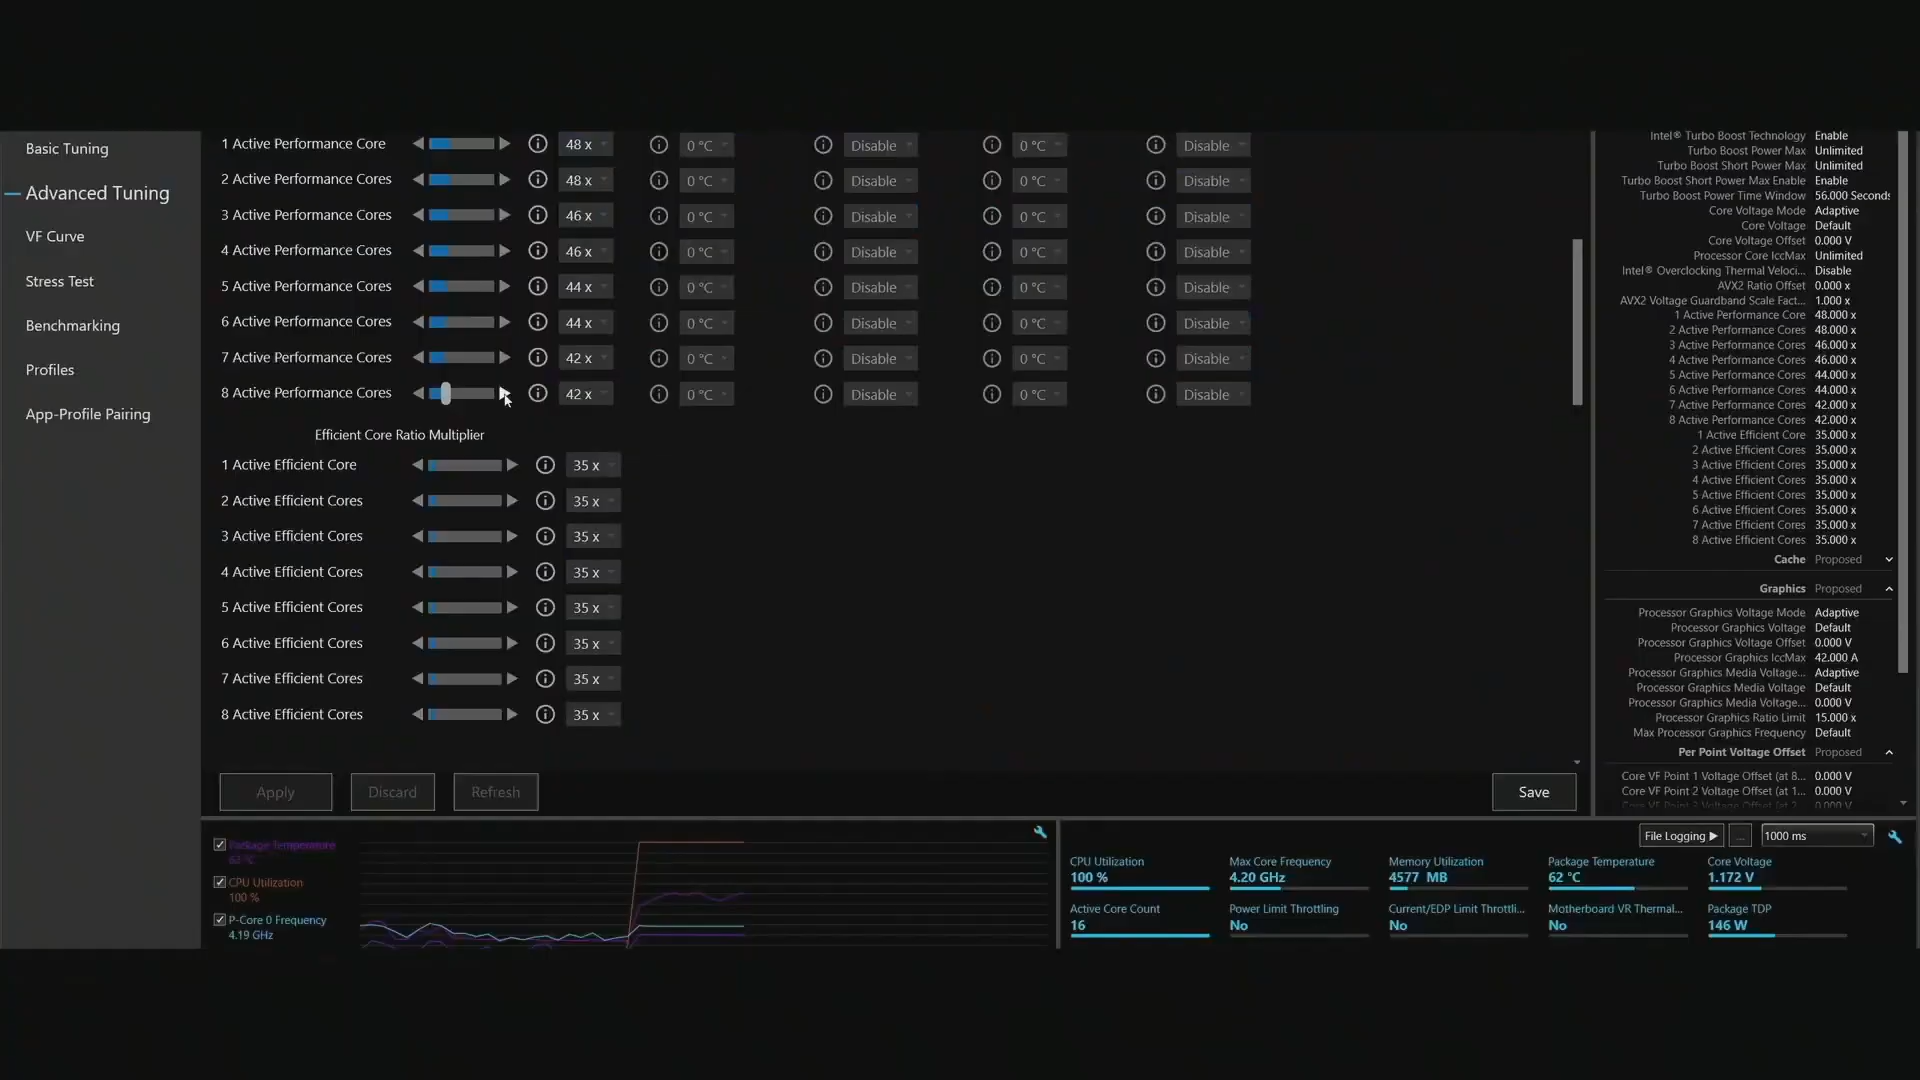 Basic Tuning
Advanced Tuning
VF Curve
Stress Test
Benchmarking
Profiles
App-Profile Pairing
1 Active Performance Core 48 x 0 °C Disable 0 °C Disable
2 Active Performance Cores 48 x 0 °C Disable 0 °C Disable
3 Active Performance Cores 46 x 0 °C Disable 0 °C Disable
4 Active Performance Cores 46 x 0 °C Disable 0 °C Disable
5 Active Performance Cores 44 x 0 °C Disable 0 °C Disable
6 Active Performance Cores 44 x 0 °C Disable 0 °C Disable
7 Active Performance Cores 42 x 0 °C Disable 0 °C Disable
8 Active Performance Cores 42 x 0 °C Disable 0 °C Disable
Efficient Core Ratio Multiplier
1 Active Efficient Core 35 x
2 Active Efficient Cores 35 x
3 Active Efficient Cores 35 x
4 Active Efficient Cores 35 x
5 Active Efficient Cores 35 x
6 Active Efficient Cores 35 x
7 Active Efficient Cores 35 x
8 Active Efficient Cores 35 x
Apply Discard Refresh Save
Intel® Turbo Boost Technology Enable
Turbo Boost Power Max Unlimited
Turbo Boost Short Power Max Unlimited
Turbo Boost Short Power Max Enable Enable
Turbo Boost Power Time Window 56.000 Seconds
Core Voltage Mode Adaptive
Core Voltage Default
Core Voltage Offset 0.000 V
Processor Core IccMax Unlimited
Intel® Overclocking Thermal Veloci... Disable
AVX2 Ratio Offset 0.000 x
AVX2 Voltage Guardband Scale Fact... 1.000 x
1 Active Performance Core 48.000 x
2 Active Performance Cores 48.000 x
3 Active Performance Cores 46.000 x
4 Active Performance Cores 46.000 x
5 Active Performance Cores 44.000 x
6 Active Performance Cores 44.000 x
7 Active Performance Cores 42.000 x
8 Active Performance Cores 42.000 x
1 Active Efficient Core 35.000 x
2 Active Efficient Cores 35.000 x
3 Active Efficient Cores 35.000 x
4 Active Efficient Cores 35.000 x
5 Active Efficient Cores 35.000 x
6 Active Efficient Cores 35.000 x
7 Active Efficient Cores 35.000 x
8 Active Efficient Cores 35.000 x
Cache Proposed
Graphics Proposed
Processor Graphics Voltage Mode Adaptive
Processor Graphics Voltage Default
Processor Graphics Voltage Offset 0.000 V
Processor Graphics IccMax 42.000 A
Processor Graphics Media Voltage... Adaptive
Processor Graphics Media Voltage Default
Processor Graphics Media Voltage... 0.000 V
Processor Graphics Ratio Limit 15.000 x
Max Processor Graphics Frequency Default
Per Point Voltage Offset Proposed
Core VF Point 1 Voltage Offset (at 8... 0.000 V
Core VF Point 2 Voltage Offset (at 1... 0.000 V
Core VF Point 3 Voltage Offset (at 2... 0.000 V
Package Temperature
62 °C
CPU Utilization
100 %
P-Core 0 Frequency
4.19 GHz
File Logging ... 1000 ms
CPU Utilization Max Core Frequency Memory Utilization Package Temperature Core Voltage
100 % 4.20 GHz 4577 MB 62 °C 1.172 V
Active Core Count Power Limit Throttling Current/EDP Limit Throttli... Motherboard VR Thermal... Package TDP
16 No No No 146 W